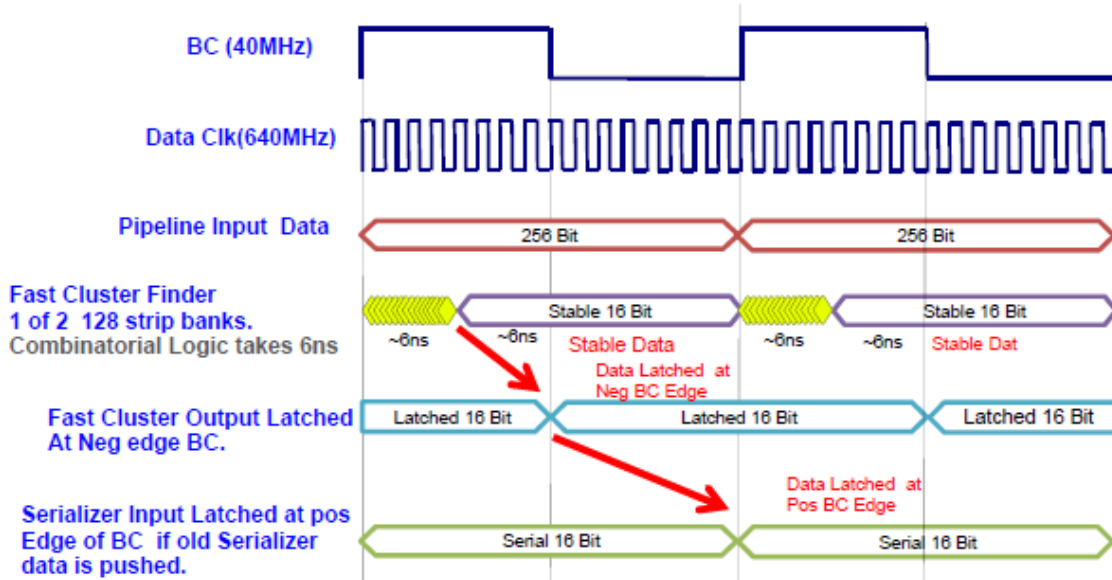 BC (40MHz)
Data Clk(640MHz)
Pipeline Input Data
256 Bit
256 Bit
Fast Cluster Finder
1 of 2 128 strip banks.
Combinatorial Logic takes 6ns
Stable 16 Bit
Stable 16 Bit
~6ns
~6ns
Stable Data
~6ns
~6ns
Stable Dat
Data Latched at
Neg BC Edge
Fast Cluster Output Latched
At Neg edge BC.
Latched 16 Bit
Latched 16 Bit
Latched 16 Bit
Data Latched at
Pos BC Edge
Serializer Input Latched at pos
Edge of BC if old Serializer
data is pushed.
Serial 16 Bit
Serial 16 Bit